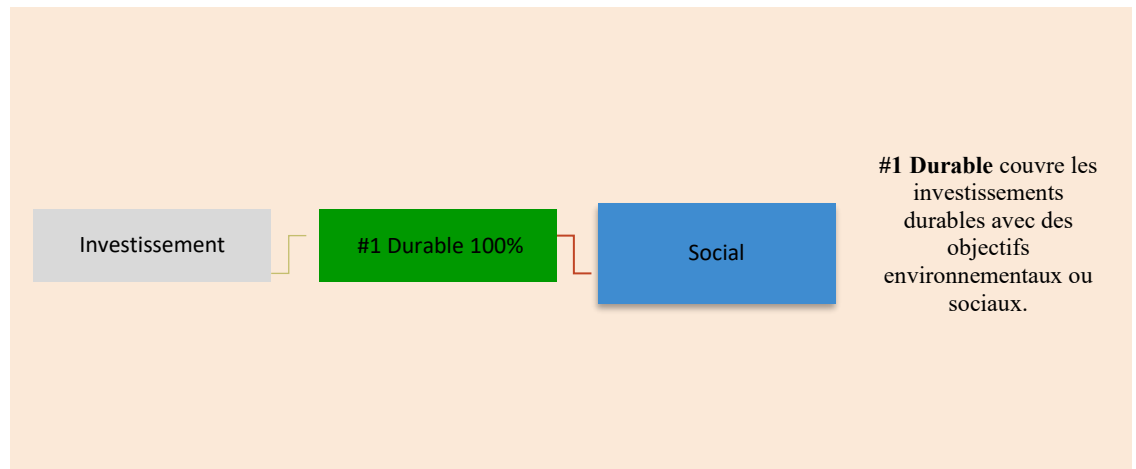 Investissement
#1 Durable 100%
Social
#1 Durable couvre les
investissements
durables avec des
objectifs
environnementaux ou
sociaux.